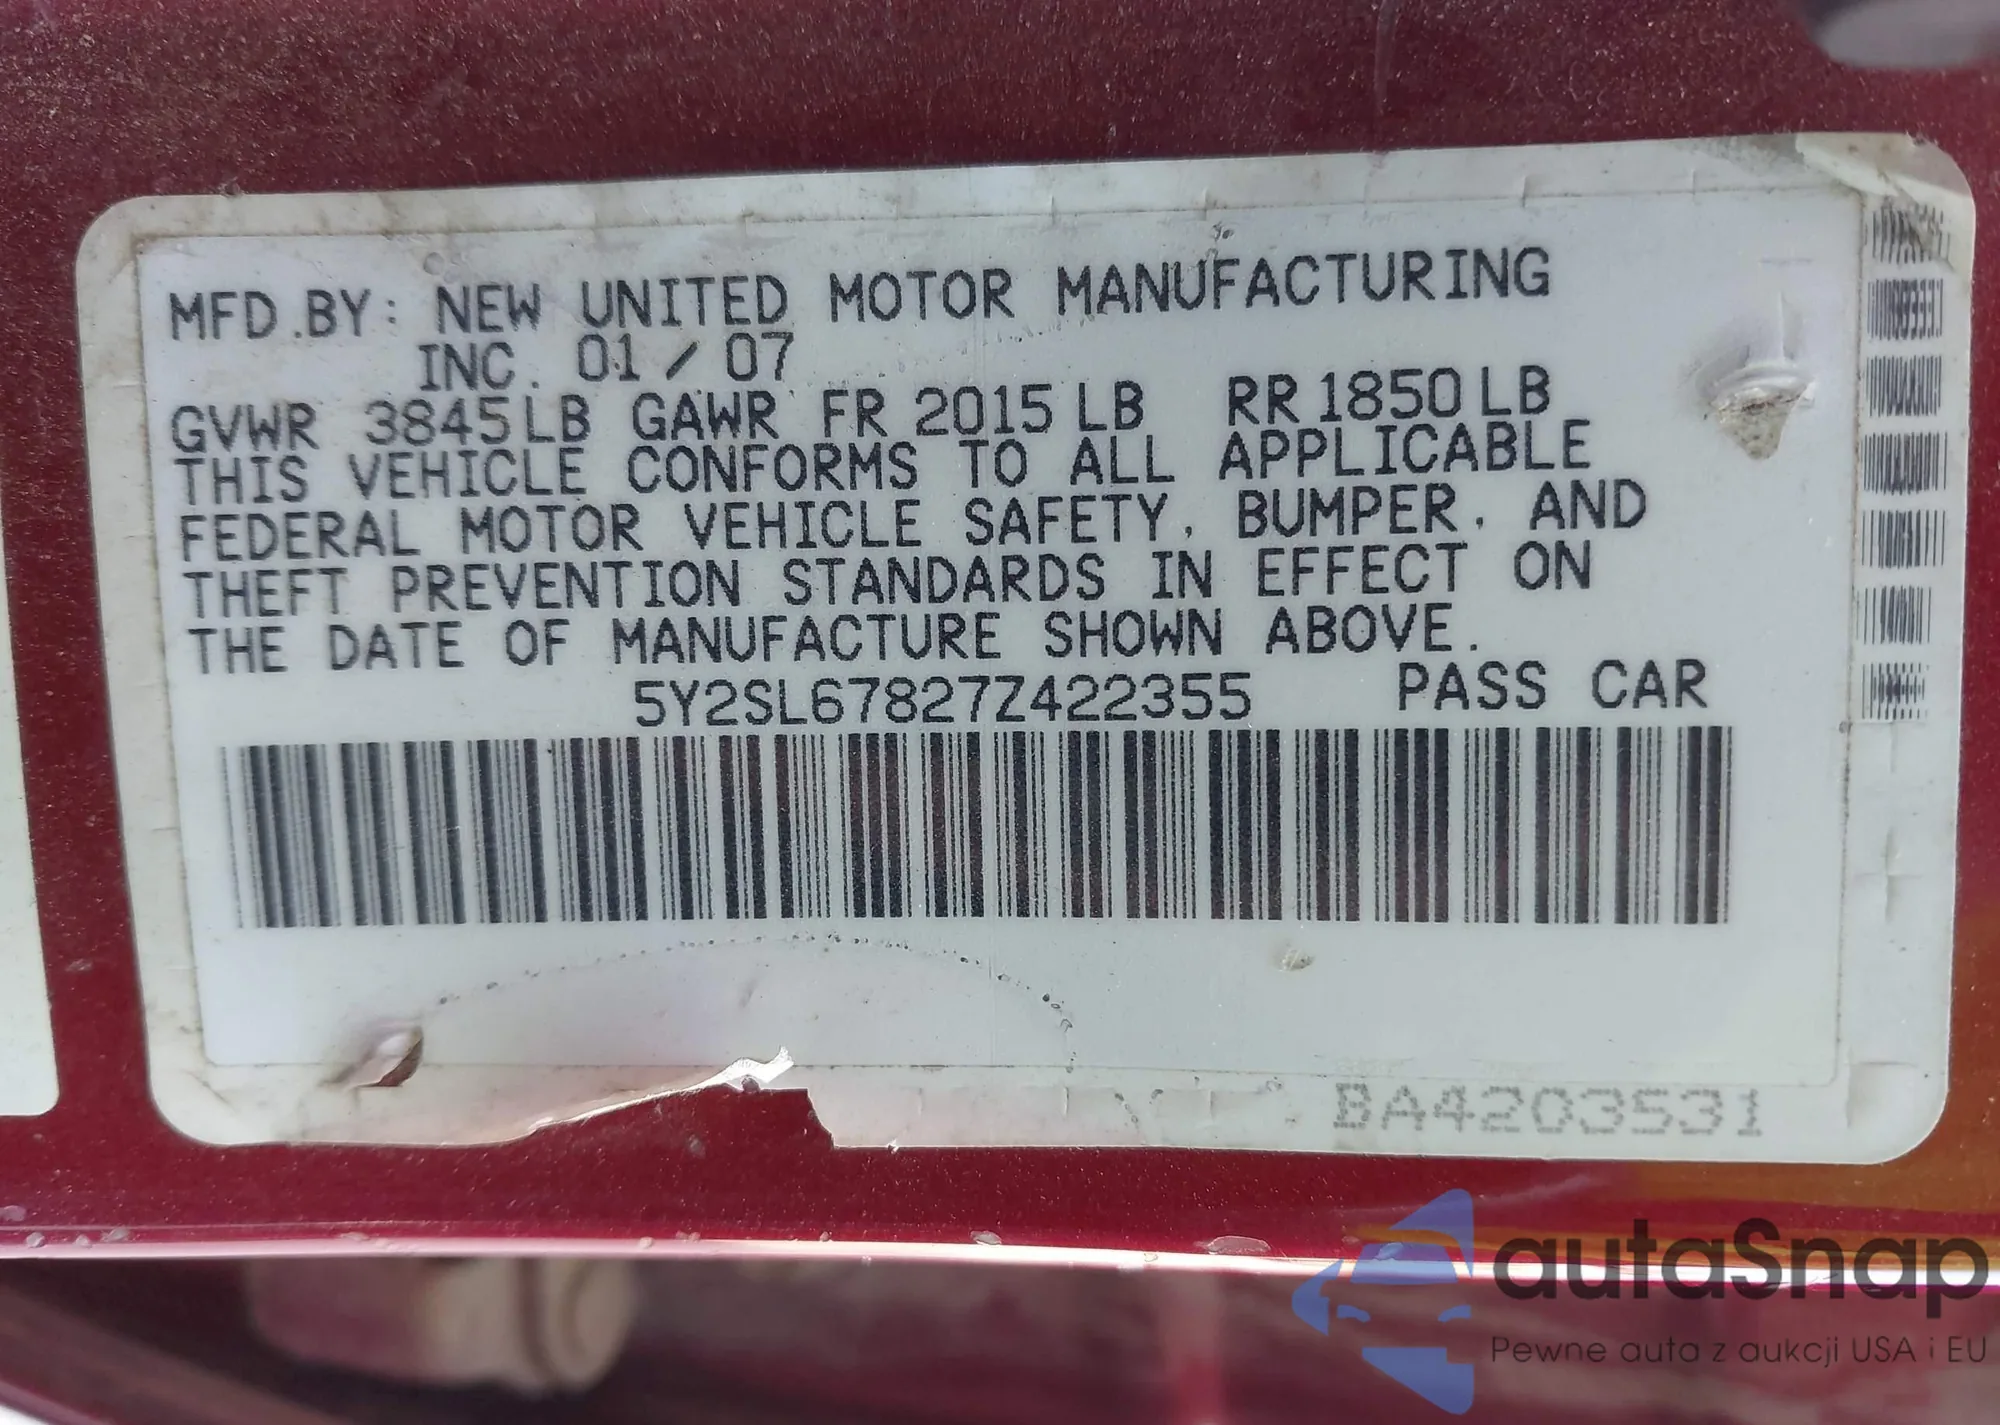 MFD.BY: NEW UNITED MOTOR MANUFACTURING
INC. 01/07
GVWR 3845LB GAWR FR 2015 LB RR 1850 LB
THIS VEHICLE CONFORMS TO ALL APPLICABLE
FEDERAL MOTOR VEHICLE SAFETY, BUMPER, AND
THEFT PREVENTION STANDARDS IN EFFECT ON
THE DATE OF MANUFACTURE SHOWN ABOVE.
5Y2SL67827Z422355 PASS CAR
BA4203531
autaSnap
Pewne auta z aukcji USA i EU